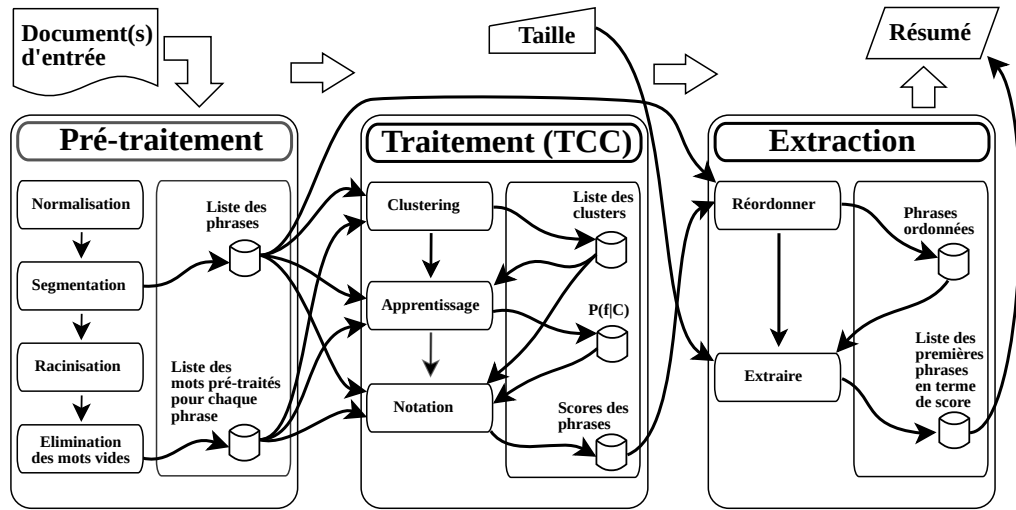 Document(s)
d'entrée
Taille
Résumé
Pré-traitement
Normalisation
Segmentation
Racinisation
Elimination
des mots vides
Liste des
phrases
Liste des
mots pré-traités
pour chaque
phrase
Traitement (TCC)
Clustering
Apprentissage
Notation
Liste des
clusters
P(f|C)
Scores des
phrases
Extraction
Réordonner
Extraire
Phrases
ordonnées
Liste des
premières
phrases
en terme
de score